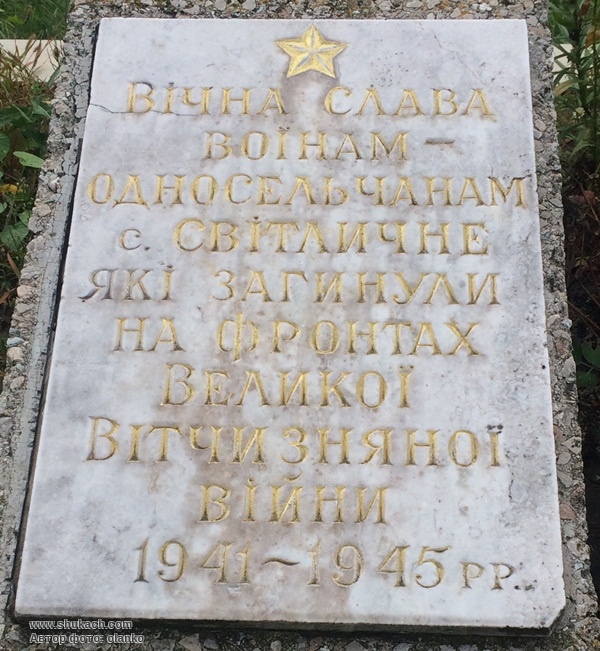 Вічна слава
воїнам –
односельчанам
с. Світличне
які загинули
на фронтах
Великої
Вітчизняної
війни
1941~1945 рр.
www.shukach.com
Автор фото: olanko